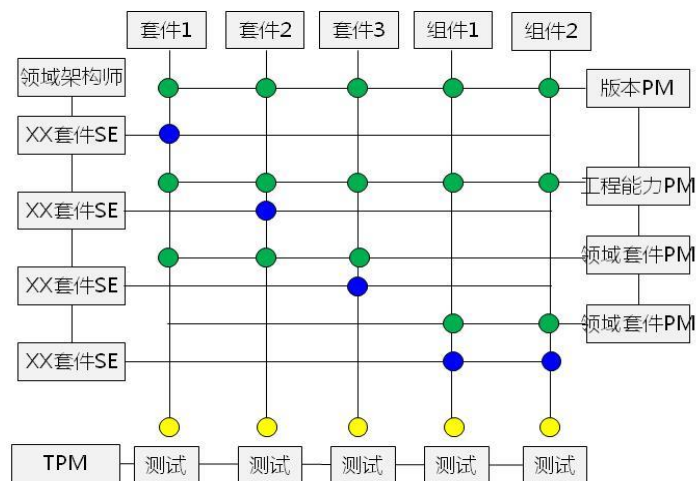 套件1
套件2
套件3
组件1
组件2
领域架构师
版本PM
XX套件SE
工程能力PM
XX套件SE
领域套件PM
XX套件SE
领域套件PM
XX套件SE
TPM
测试
测试
测试
测试
测试